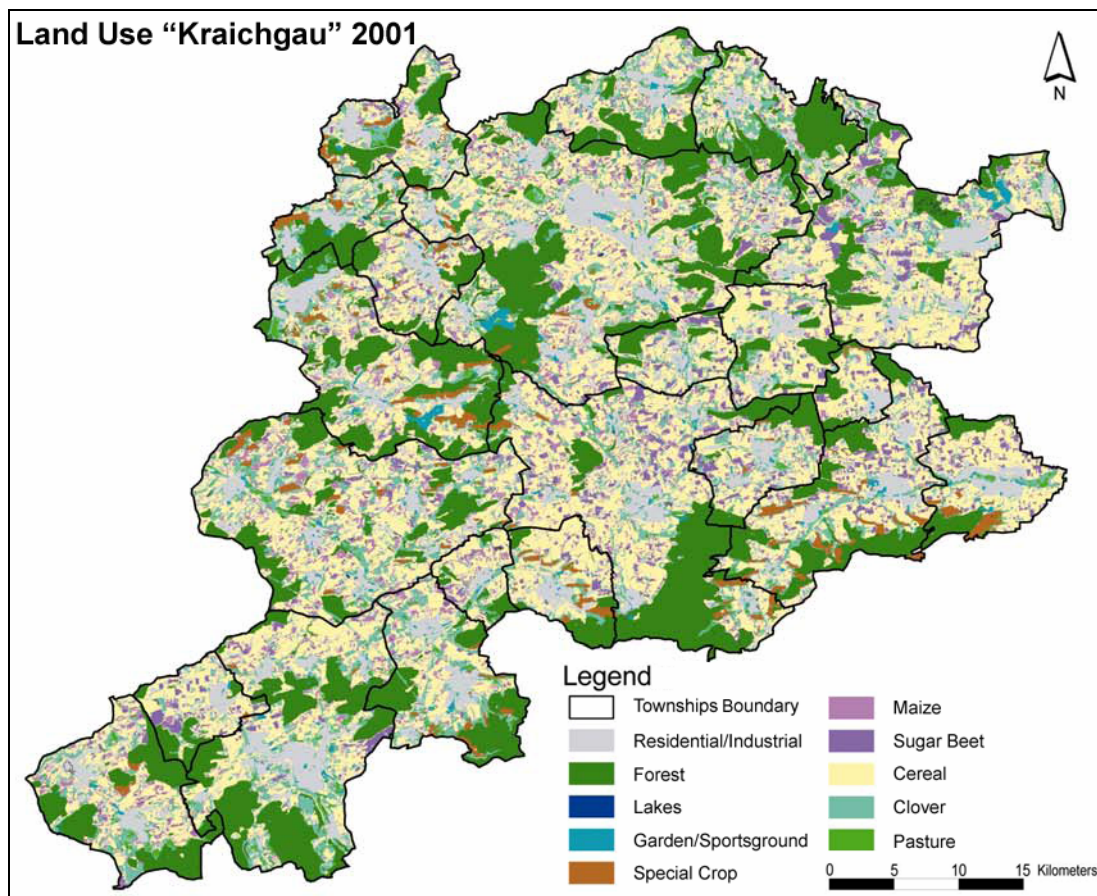 Land Use “Kraichgau” 2001
N
Legend
Townships Boundary
Residential/Industrial
Forest
Lakes
Garden/Sportsground
Special Crop
Maize
Sugar Beet
Cereal
Clover
Pasture
0 5 10 15 Kilometers